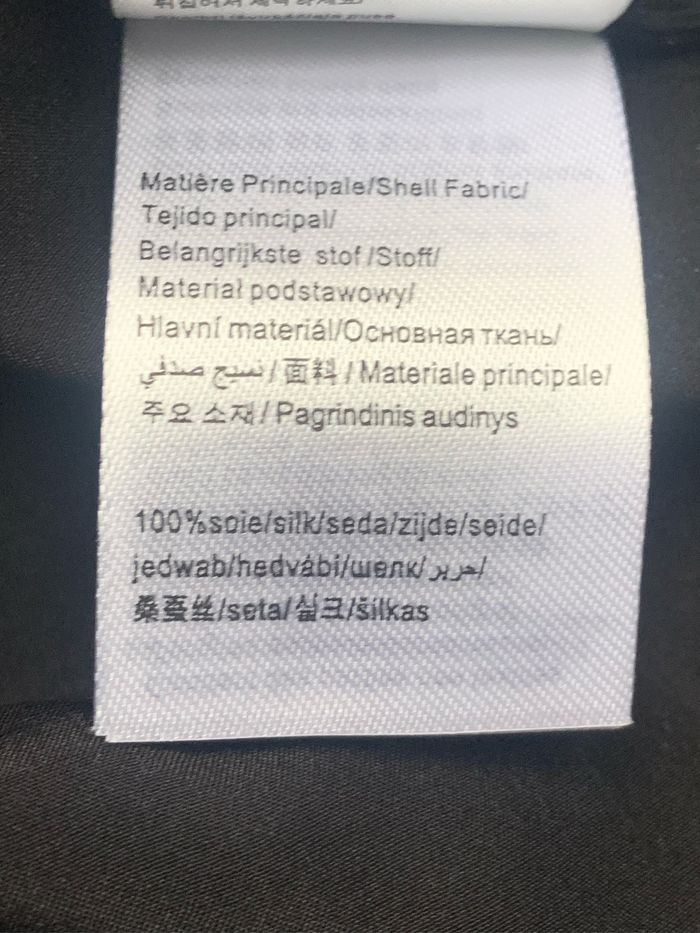 Matière Principale/Shell Fabric/
Tejido principal/
Belangrijkste stof/Stoff/
Materiał podstawowy/
Hlavní materiál/Основная ткань/
نسيج صدفي/面料/Materiale principale/
주요 소재/Pagrindinis audinys
100%soie/silk/seda/zijde/seide/
jedwab/hedvábí/шелк/حرير/
桑蚕丝/seta/실크/šilkas